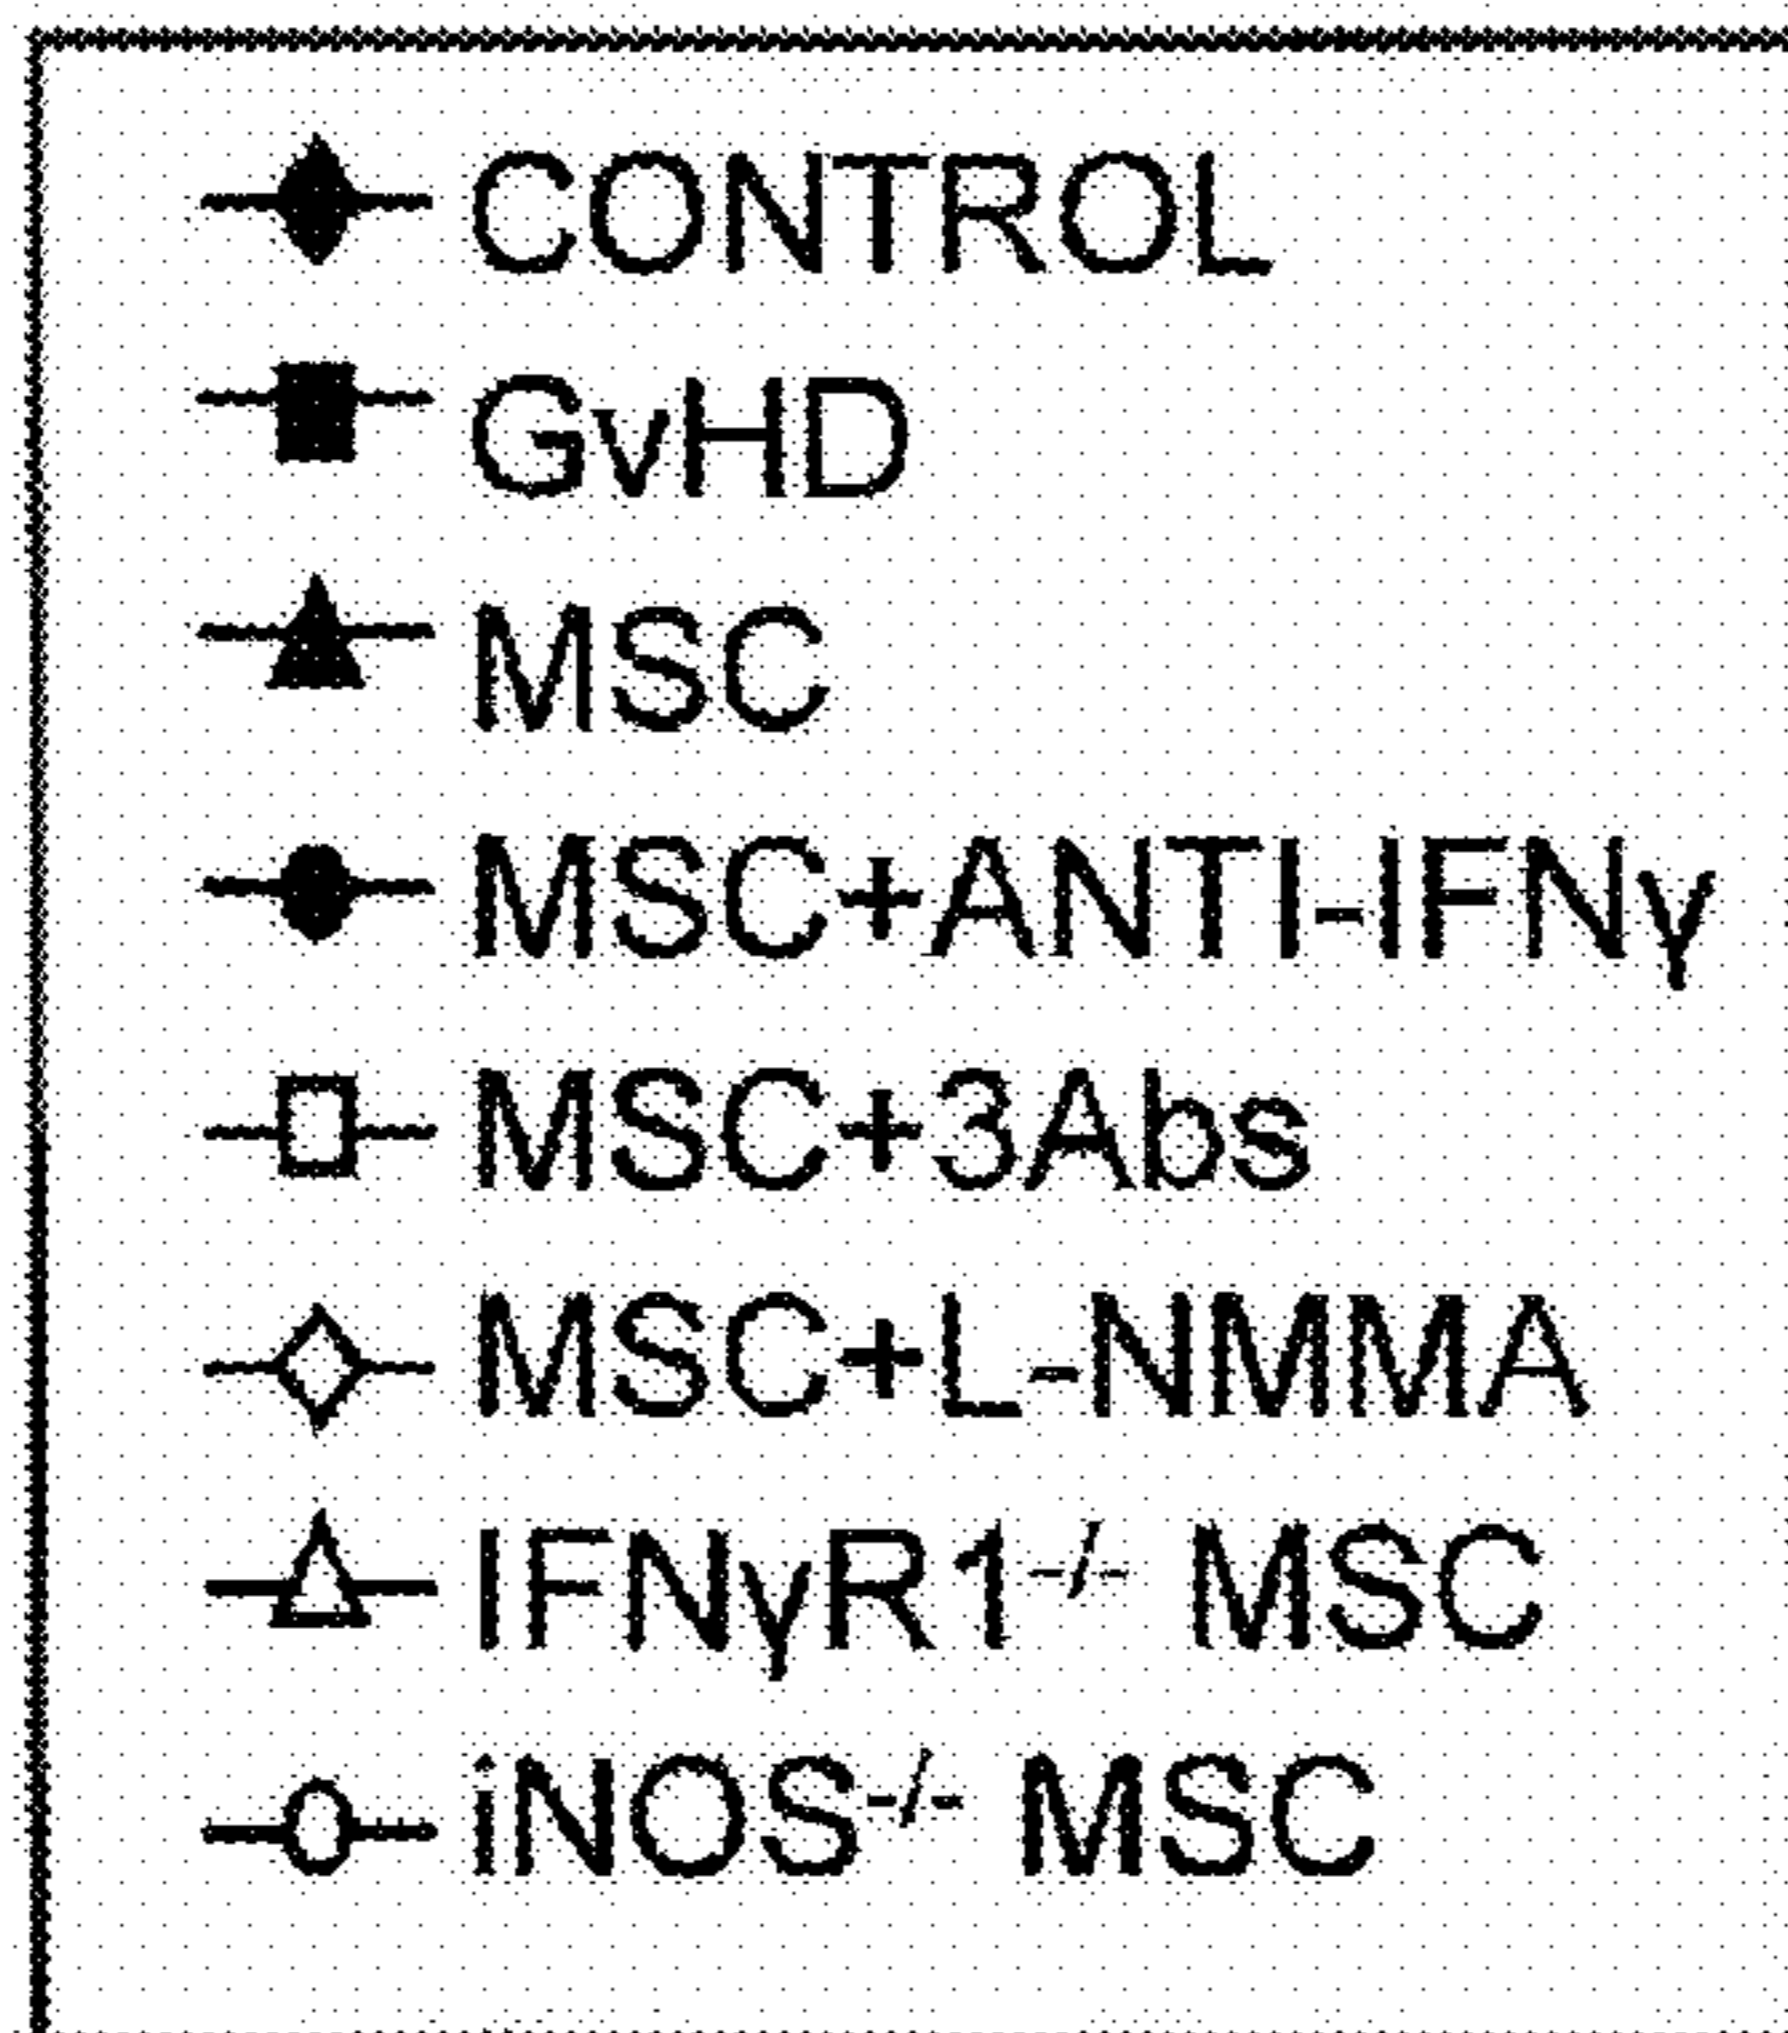 CONTROL
GvHD
MSC
MSC+ANTI-IFNγ
MSC+3Abs
MSC+L-NMMA
IFNγR1⁻/⁻ MSC
iNOS⁻/⁻ MSC